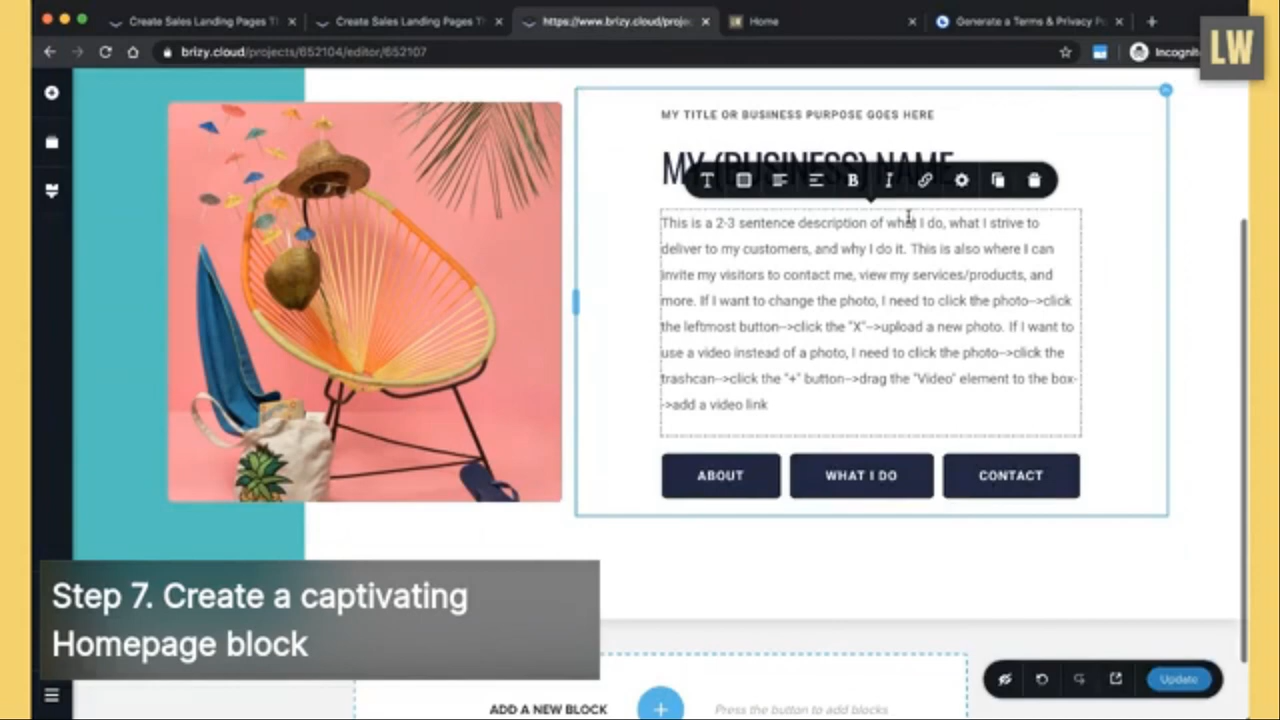 Create Sales Landing Pages T
Create Sales Landing Pages T
https://www.brizy.cloud/proje
Home
Generate a Terms & Privacy Po
brizy.cloud/projects/652104/editor/652107
Incognit
LW
MY TITLE OR BUSINESS PURPOSE GOES HERE
MY (BUSINESS) NAME
This is a 2-3 sentence description of what I do, what I strive to
deliver to my customers, and why I do it. This is also where I can
invite my visitors to contact me, view my services/products, and
more. If I want to change the photo, I need to click the photo-->click
the leftmost button-->click the "X"-->upload a new photo. If I want to
use a video instead of a photo, I need to click the photo-->click the
trashcan-->click the "+" button-->drag the "Video" element to the box-
->add a video link
ABOUT WHAT I DO CONTACT
Step 7. Create a captivating
Homepage block
Update
ADD A NEW BLOCK
Press the button to add blocks